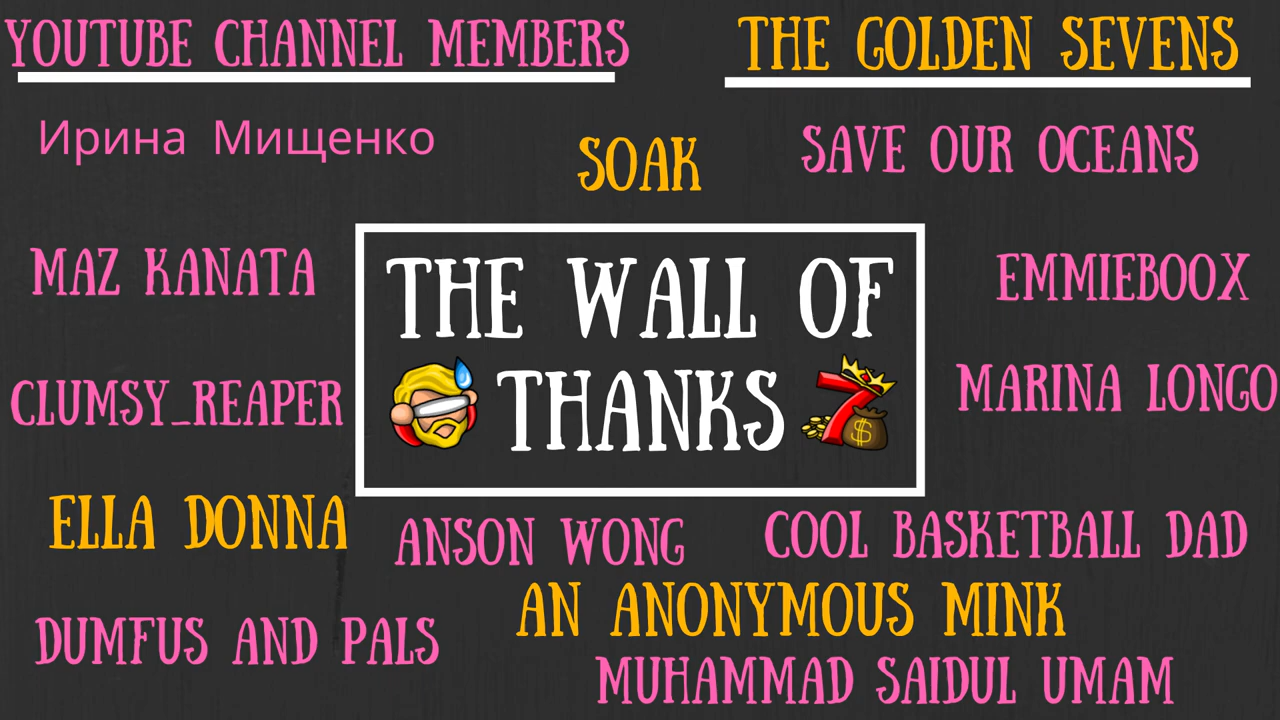 YOUTUBE CHANNEL MEMBERS
THE GOLDEN SEVENS
Ирина Мищенко
SOAK
SAVE OUR OCEANS
MAZ KANATA
THE WALL OF
THANKS
EMMIEBOOX
CLUMSY_REAPER
MARINA LONGO
ELLA DONNA
ANSON WONG
COOL BASKETBALL DAD
AN ANONYMOUS MINK
DUMFUS AND PALS
MUHAMMAD SAIDUL UMAM